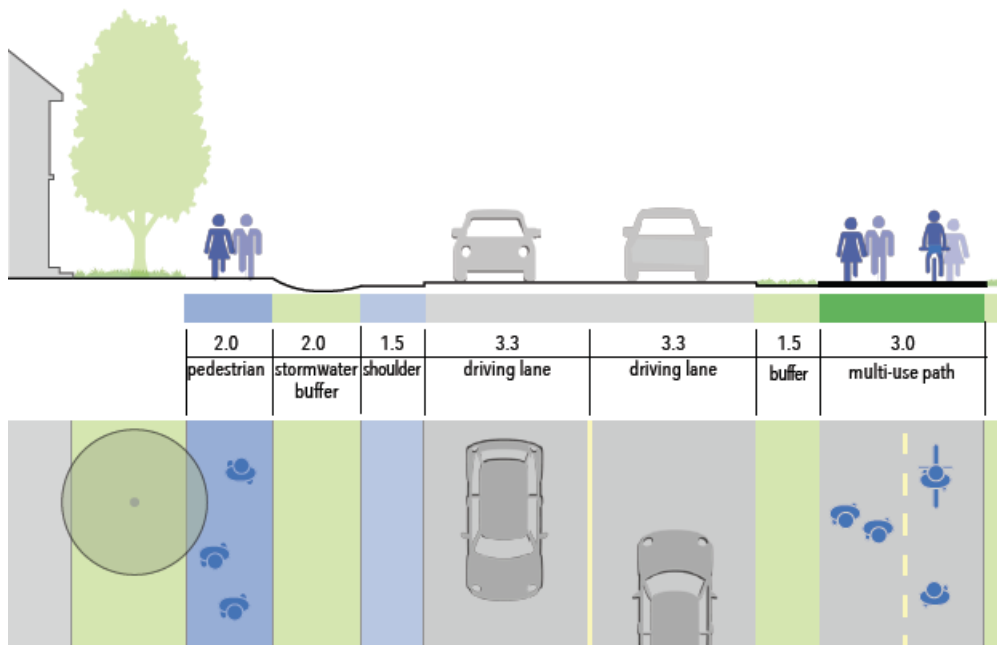 2.0 2.0 1.5 3.3 3.3 1.5 3.0
pedestrian stormwater shoulder driving lane driving lane buffer multi-use path
buffer